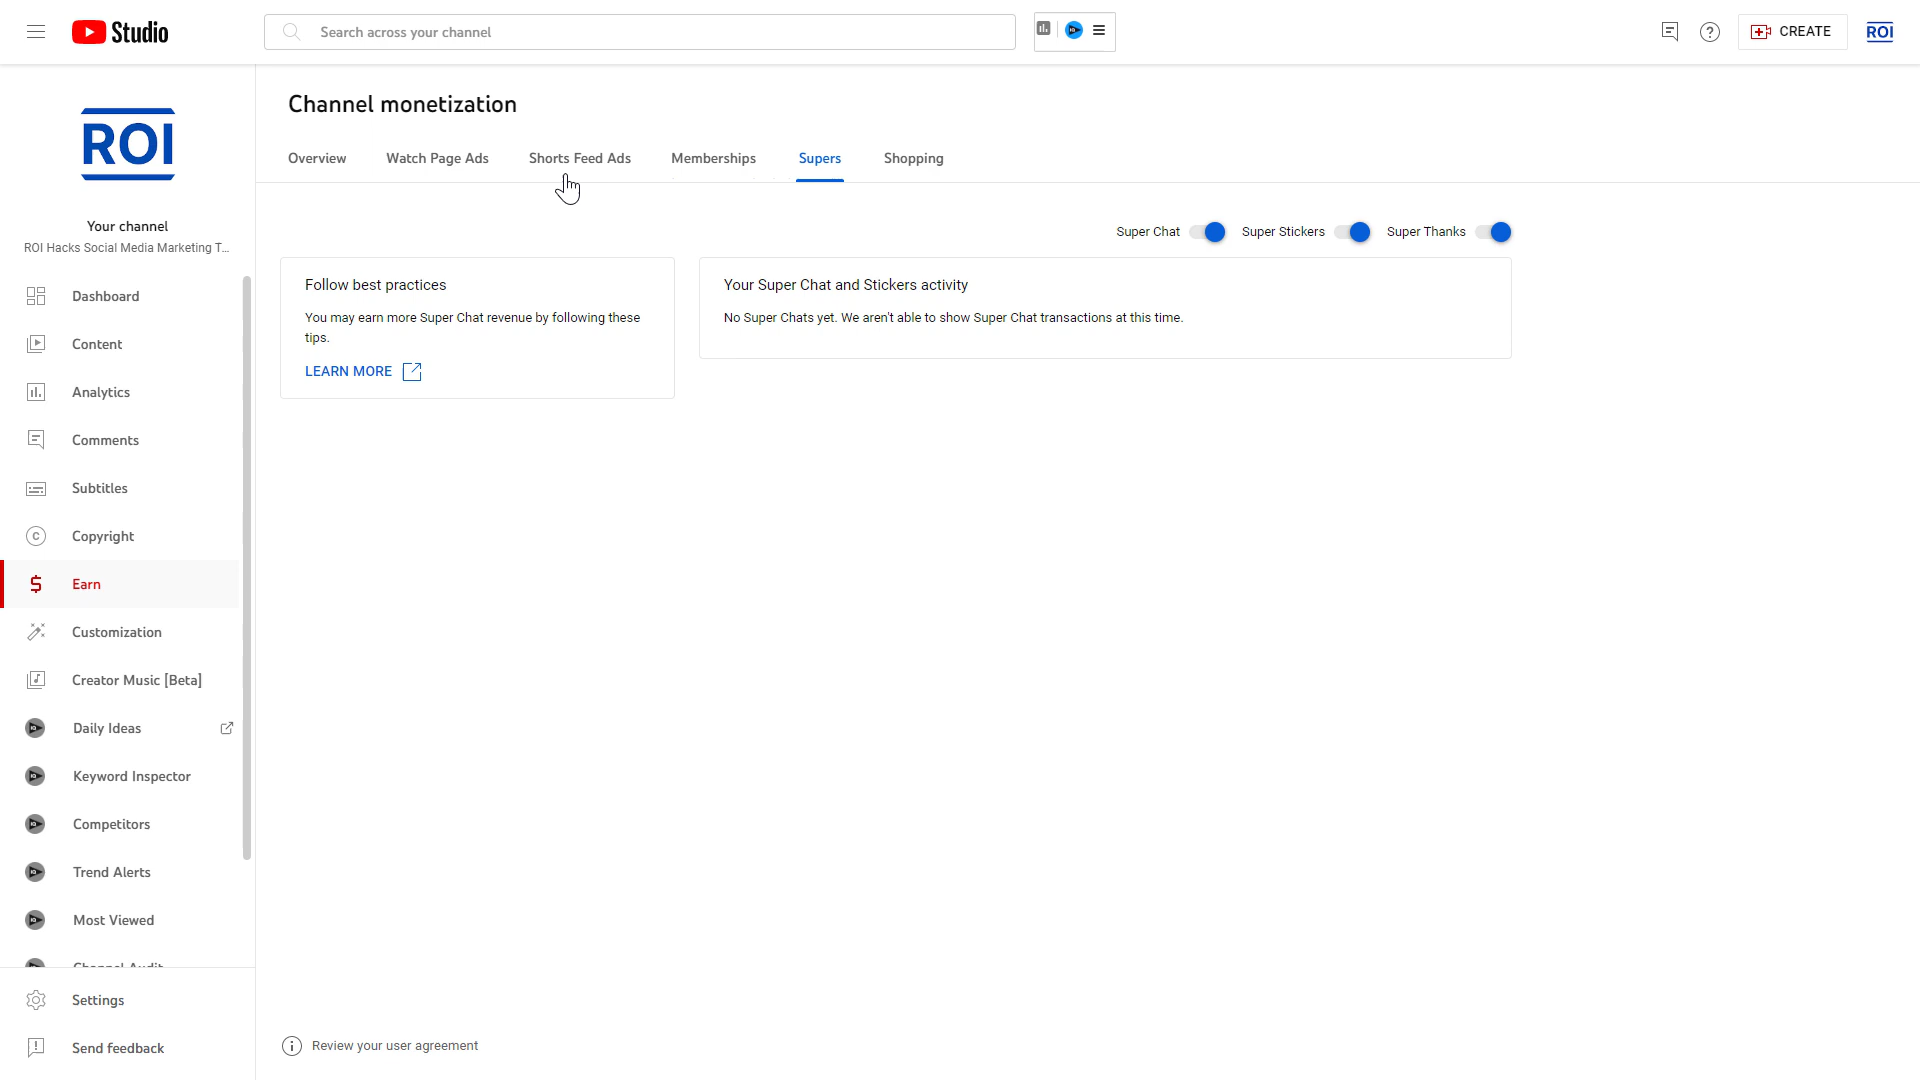 Studio
Search across your channel
CREATE
ROI
ROI
Your channel
ROI Hacks Social Media Marketing T...
Dashboard
Content
Analytics
Comments
Subtitles
Copyright
Earn
Customization
Creator Music [Beta]
Daily Ideas
Keyword Inspector
Competitors
Trend Alerts
Most Viewed
Channel Audit
Settings
Send feedback
Channel monetization
Overview
Watch Page Ads
Shorts Feed Ads
Memberships
Supers
Shopping
Super Chat
Super Stickers
Super Thanks
Follow best practices
You may earn more Super Chat revenue by following these
tips.
LEARN MORE
Your Super Chat and Stickers activity
No Super Chats yet. We aren't able to show Super Chat transactions at this time.
Review your user agreement